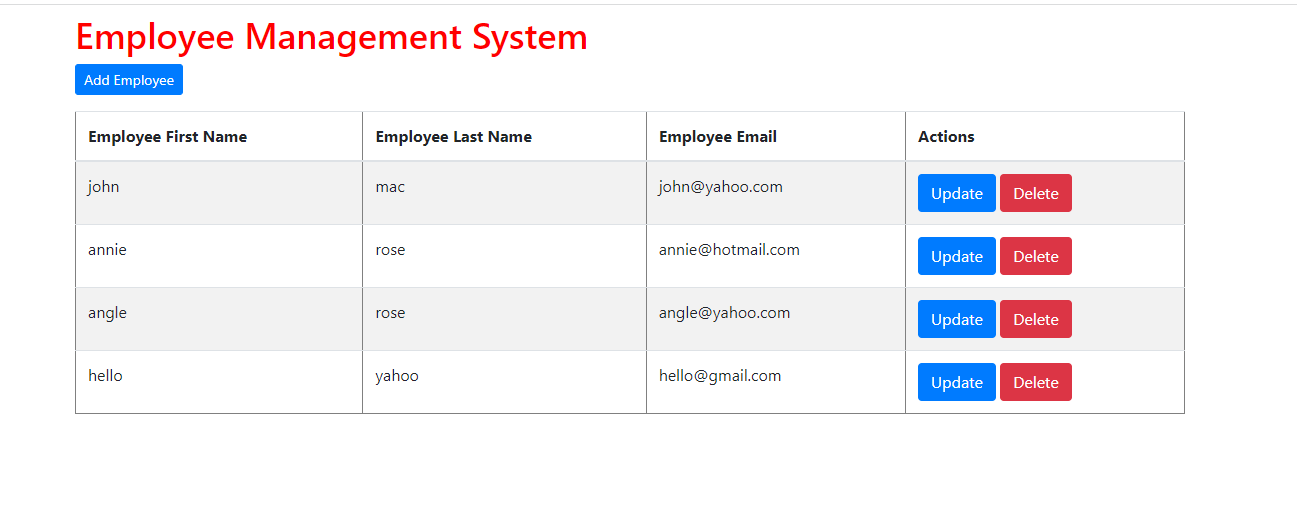 Employee Management System
Add Employee
Employee First Name Employee Last Name Employee Email Actions
john mac john@yahoo.com Update Delete
annie rose annie@hotmail.com Update Delete
angle rose angle@yahoo.com Update Delete
hello yahoo hello@gmail.com Update Delete